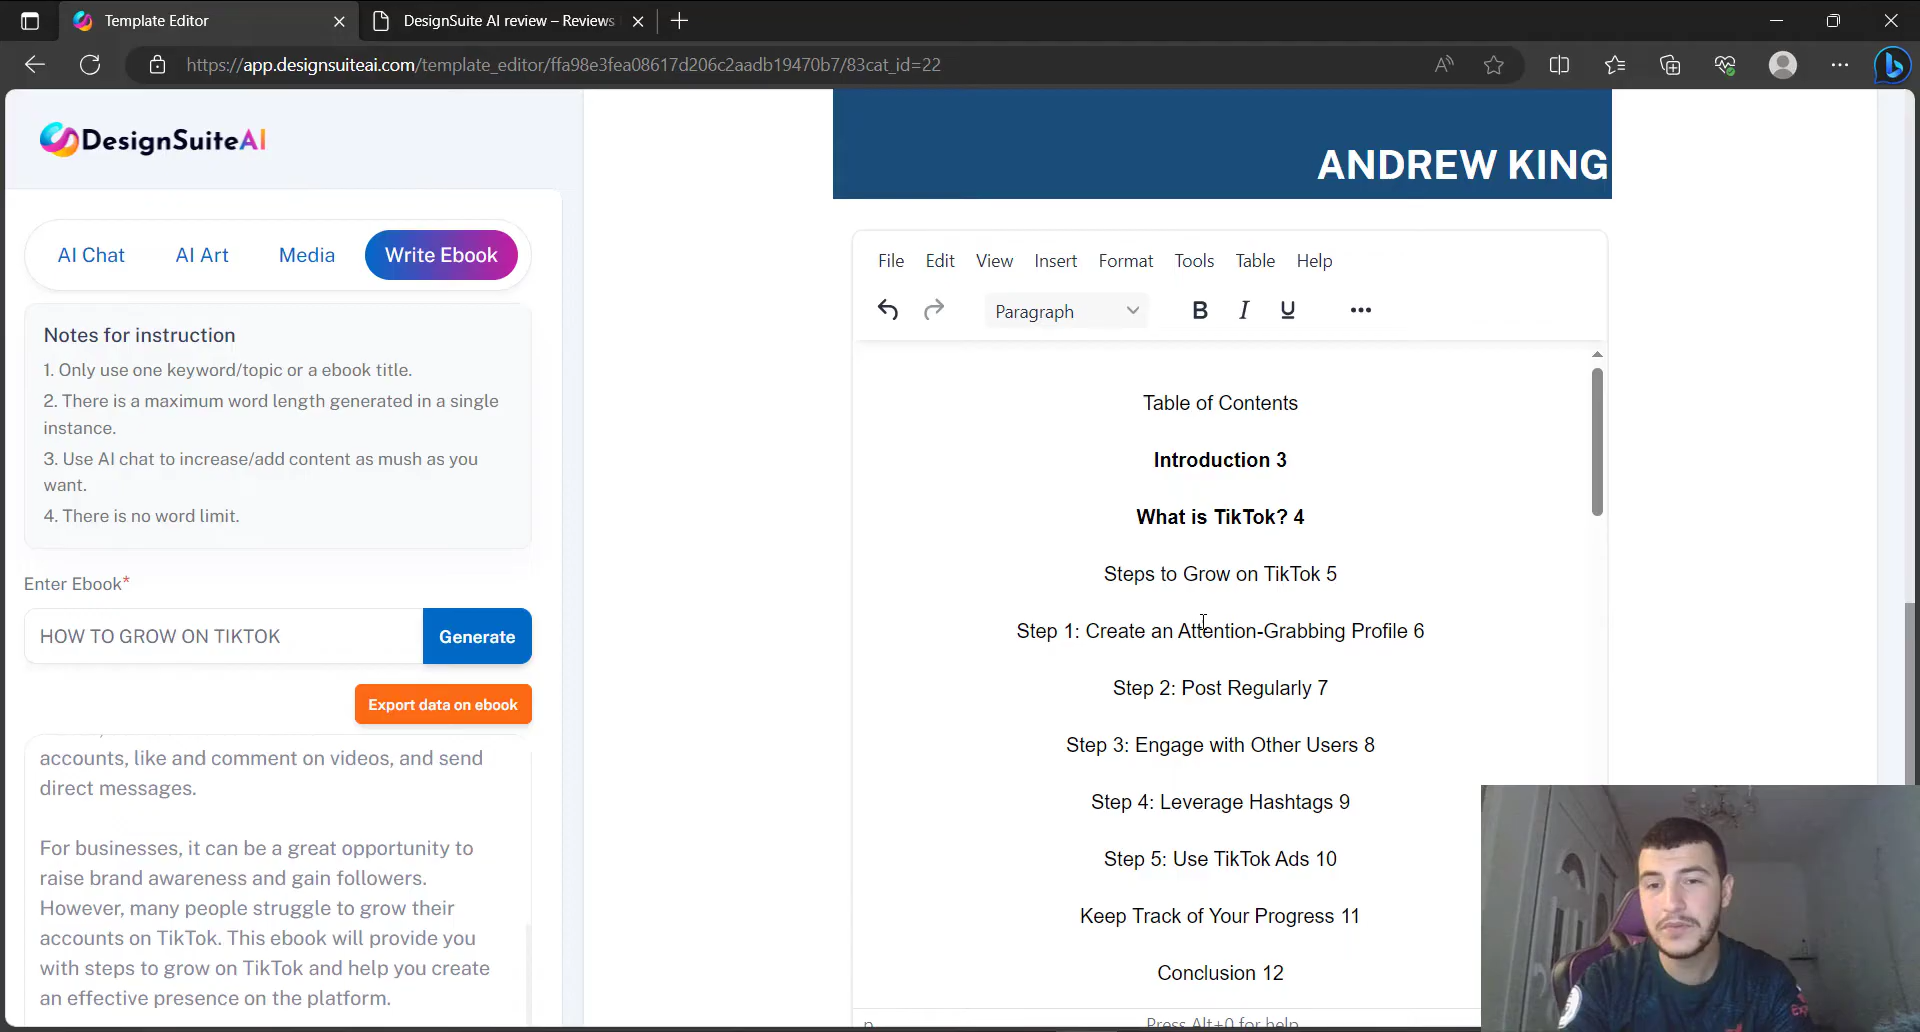 Template Editor
DesignSuite AI review – Reviews
https://app.designsuiteai.com/template_editor/ffa98e3fea08617d206c2aadb19470b7/83cat_id=22
DesignSuiteAI
AI Chat
AI Art
Media
Write Ebook
Notes for instruction
1. Only use one keyword/topic or a ebook title.
2. There is a maximum word length generated in a single
instance.
3. Use AI chat to increase/add content as mush as you
want.
4. There is no word limit.
Enter Ebook*
HOW TO GROW ON TIKTOK
Generate
Export data on ebook
accounts, like and comment on videos, and send
direct messages.
For businesses, it can be a great opportunity to
raise brand awareness and gain followers.
However, many people struggle to grow their
accounts on TikTok. This ebook will provide you
with steps to grow on TikTok and help you create
an effective presence on the platform.
ANDREW KING
File Edit View Insert Format Tools Table Help
Paragraph B I U
Table of Contents
Introduction 3
What is TikTok? 4
Steps to Grow on TikTok 5
Step 1: Create an Attention-Grabbing Profile 6
Step 2: Post Regularly 7
Step 3: Engage with Other Users 8
Step 4: Leverage Hashtags 9
Step 5: Use TikTok Ads 10
Keep Track of Your Progress 11
Conclusion 12
p
Press Alt+0 for help